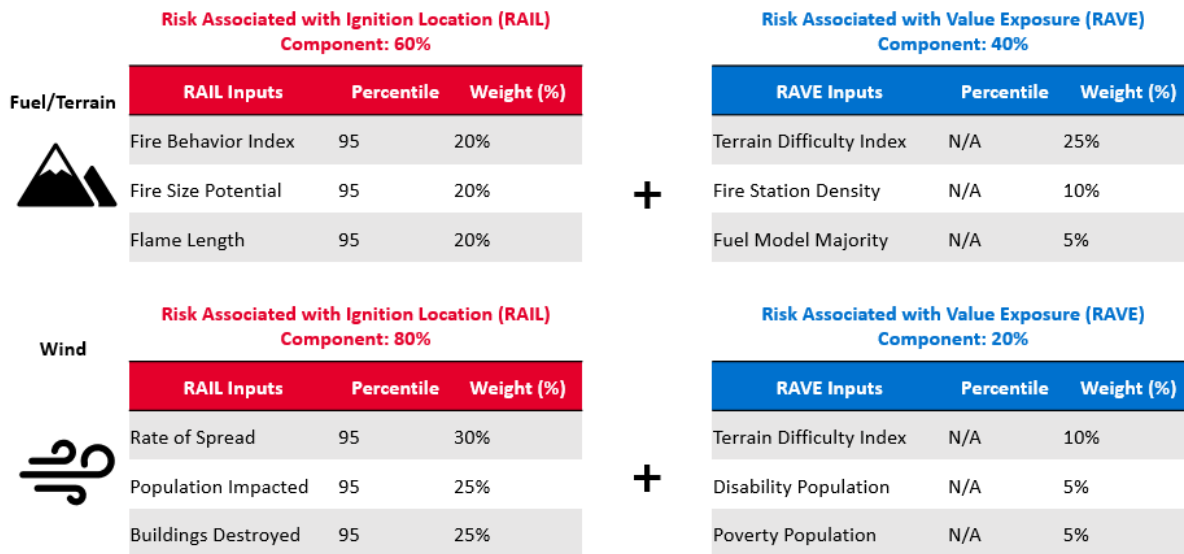 Risk Associated with Ignition Location (RAIL)
Component: 60%
Risk Associated with Value Exposure (RAVE)
Component: 40%
Fuel/Terrain
RAIL Inputs Percentile Weight (%)
Fire Behavior Index 95 20%
Fire Size Potential 95 20%
Flame Length 95 20%
+
RAVE Inputs Percentile Weight (%)
Terrain Difficulty Index N/A 25%
Fire Station Density N/A 10%
Fuel Model Majority N/A 5%
Risk Associated with Ignition Location (RAIL)
Component: 80%
Risk Associated with Value Exposure (RAVE)
Component: 20%
Wind
RAIL Inputs Percentile Weight (%)
Rate of Spread 95 30%
Population Impacted 95 25%
Buildings Destroyed 95 25%
+
RAVE Inputs Percentile Weight (%)
Terrain Difficulty Index N/A 10%
Disability Population N/A 5%
Poverty Population N/A 5%